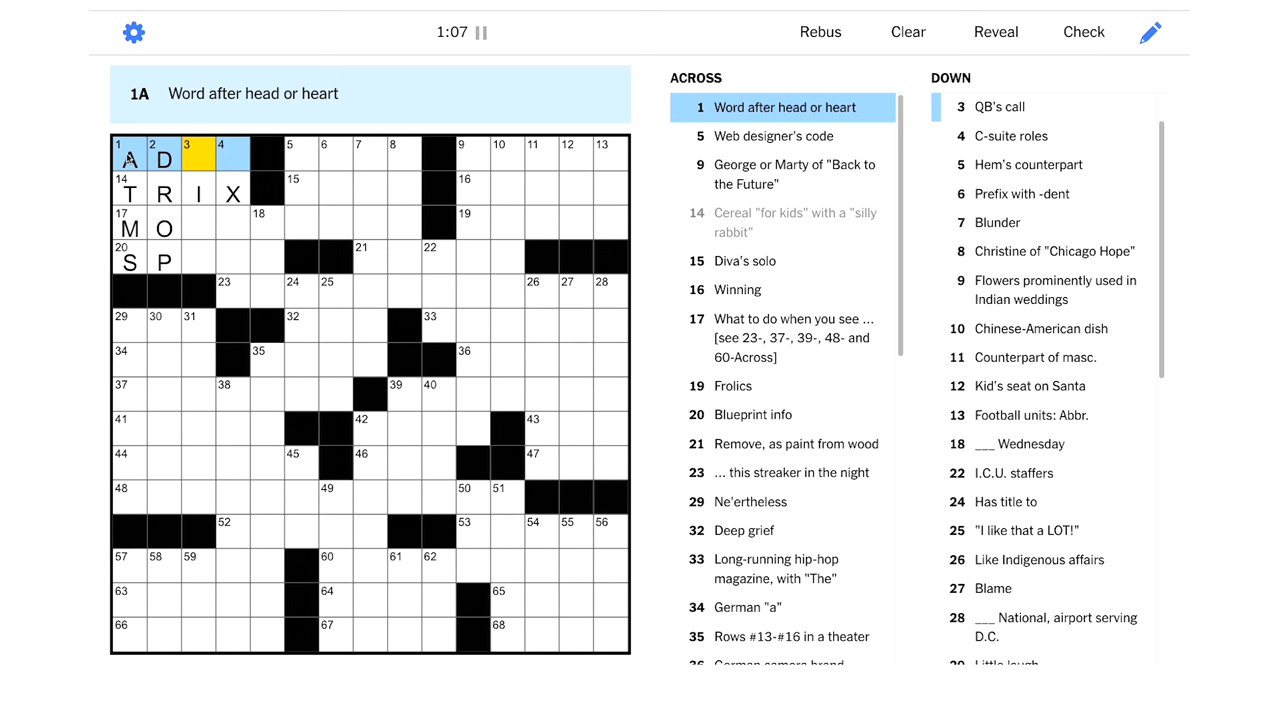 1:07 Rebus Clear Reveal Check
1A Word after head or heart
1 2 3 4 5 6 7 8 9 10 11 12 13
A D
14 15 16
T R I X
17 18 19
M O
20 21 22
S P
23 24 25 26 27 28
29 30 31 32 33
34 35 36
37 38 39 40
41 42 43
44 45 46 47
48 49 50 51
52 53 54 55 56
57 58 59 60 61 62
63 64 65
66 67 68
ACROSS
1 Word after head or heart
5 Web designer's code
9 George or Marty of "Back to
the Future"
14 Cereal "for kids" with a "silly
rabbit"
15 Diva's solo
16 Winning
17 What to do when you see ...
[see 23-, 37-, 39-, 48- and
60-Across]
19 Frolics
20 Blueprint info
21 Remove, as paint from wood
23 ... this streaker in the night
29 Ne'ertheless
32 Deep grief
33 Long-running hip-hop
magazine, with "The"
34 German "a"
35 Rows #13-#16 in a theater
36 German camera brand
DOWN
3 QB's call
4 C-suite roles
5 Hem's counterpart
6 Prefix with -dent
7 Blunder
8 Christine of "Chicago Hope"
9 Flowers prominently used in
Indian weddings
10 Chinese-American dish
11 Counterpart of masc.
12 Kid's seat on Santa
13 Football units: Abbr.
18 ___ Wednesday
22 I.C.U. staffers
24 Has title to
25 "I like that a LOT!"
26 Like Indigenous affairs
27 Blame
28 ___ National, airport serving
D.C.
29 Little laugh